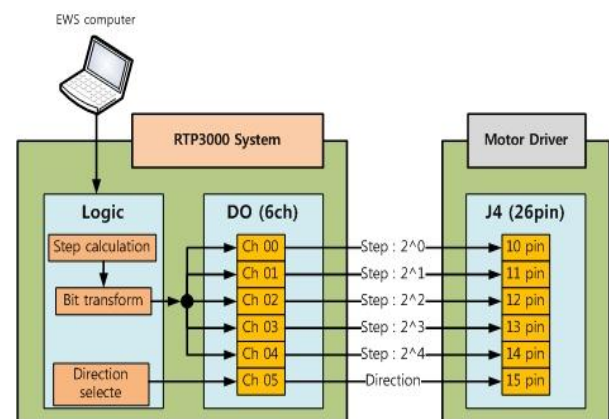 EWS computer
RTP3000 System
Motor Driver
Logic
DO (6ch)
J4 (26pin)
Step calculation
Bit transform
Direction
selecte
Ch 00
Ch 01
Ch 02
Ch 03
Ch 04
Ch 05
Step : 2^0
Step : 2^1
Step : 2^2
Step : 2^3
Step : 2^4
Direction
10 pin
11 pin
12 pin
13 pin
14 pin
15 pin